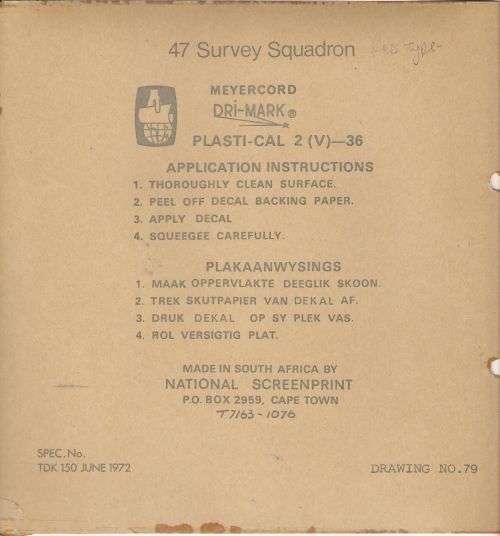 47 Survey Squadron
MEYERCORD
DRI-MARK®
PLASTI-CAL 2 (V)—36
APPLICATION INSTRUCTIONS
1. THOROUGHLY CLEAN SURFACE.
2. PEEL OFF DECAL BACKING PAPER.
3. APPLY DECAL
4. SQUEEGEE CAREFULLY.
PLAKAANWYSINGS
1. MAAK OPPERVLAKTE DEEGLIK SKOON.
2. TREK SKUTPAPIER VAN DEKAL AF.
3. DRUK DEKAL OP SY PLEK VAS.
4. ROL VERSIGTIG PLAT.
MADE IN SOUTH AFRICA BY
NATIONAL SCREENPRINT
P.O. BOX 2959, CAPE TOWN
T7163-1076
SPEC.No.
TDK 150 JUNE 1972
DRAWING NO.79